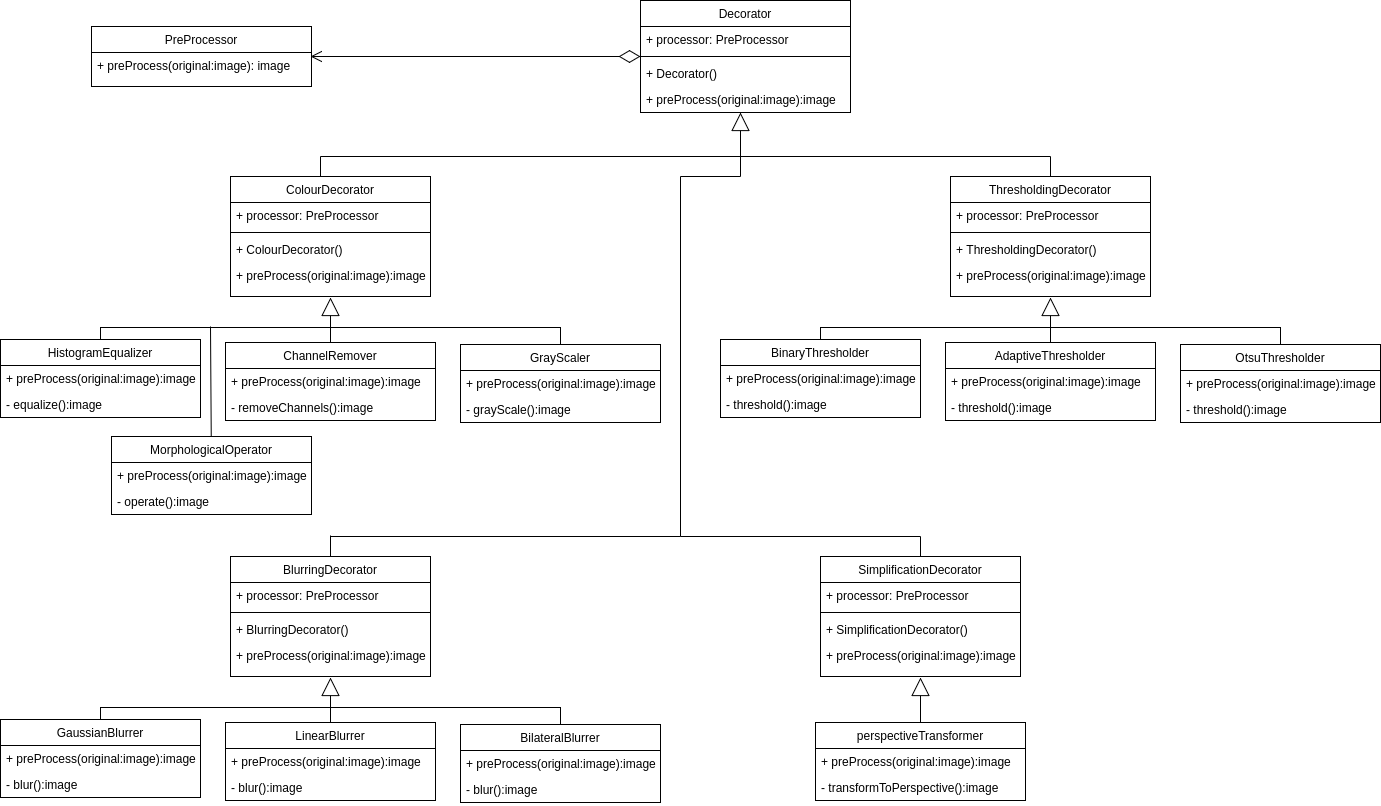 Decorator
+ processor: PreProcessor
+ Decorator()
+ preProcess(original:image):image
PreProcessor
+ preProcess(original:image): image
ColourDecorator
+ processor: PreProcessor
+ ColourDecorator()
+ preProcess(original:image):image
ThresholdingDecorator
+ processor: PreProcessor
+ ThresholdingDecorator()
+ preProcess(original:image):image
HistogramEqualizer
+ preProcess(original:image):image
- equalize():image
ChannelRemover
+ preProcess(original:image):image
- removeChannels():image
GrayScaler
+ preProcess(original:image):image
- grayScale():image
BinaryThresholder
+ preProcess(original:image):image
- threshold():image
AdaptiveThresholder
+ preProcess(original:image):image
- threshold():image
OtsuThresholder
+ preProcess(original:image):image
- threshold():image
MorphologicalOperator
+ preProcess(original:image):image
- operate():image
BlurringDecorator
+ processor: PreProcessor
+ BlurringDecorator()
+ preProcess(original:image):image
SimplificationDecorator
+ processor: PreProcessor
+ SimplificationDecorator()
+ preProcess(original:image):image
GaussianBlurrer
+ preProcess(original:image):image
- blur():image
LinearBlurrer
+ preProcess(original:image):image
- blur():image
BilateralBlurrer
+ preProcess(original:image):image
- blur():image
perspectiveTransformer
+ preProcess(original:image):image
- transformToPerspective():image